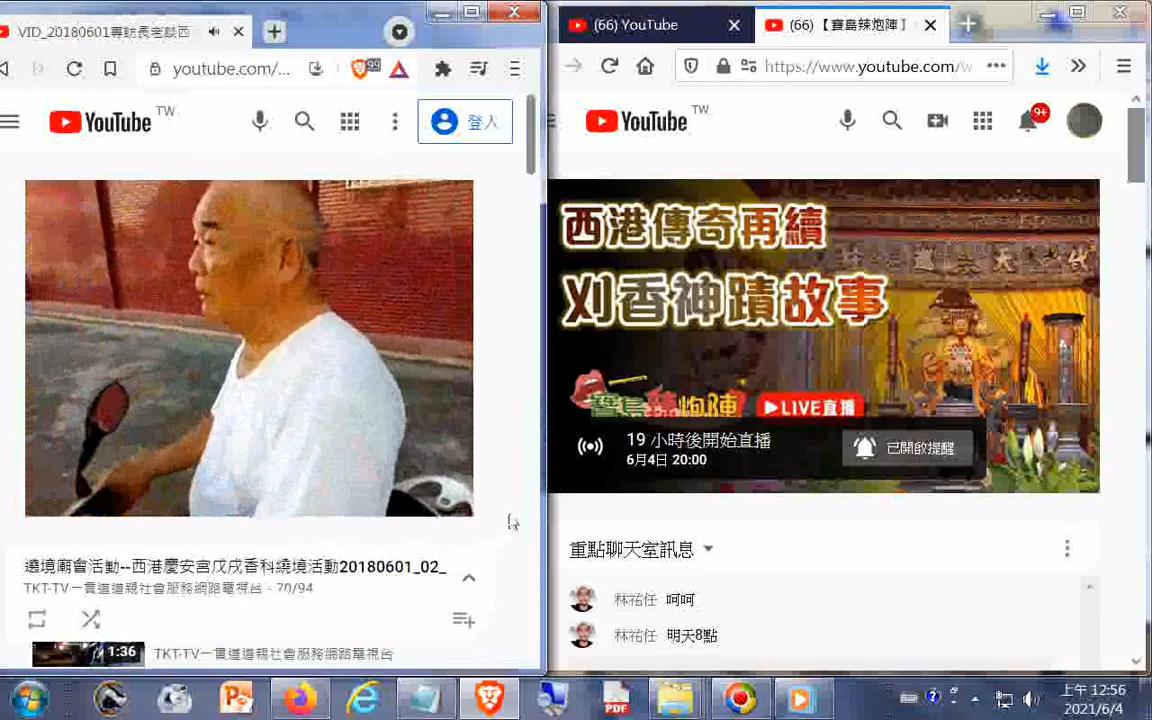 VID_20180601專訪長老談西
youtube.com/...
99
YouTube
TW
登入
遶境廟會活動--西港慶安宮戊戌香科繞境活動20180601_02_
TKT-TV一貫道道親社會服務網路電視台 - 70/94
1:36
TKT-TV一貫道道親社會服務網路電視台
(66) YouTube
(66) 【寶島辣炮陣】
https://www.youtube.com/w
YouTube
TW
9+
西港傳奇再續
刈香神蹟故事
寶島辣炮陣
LIVE直播
19 小時後開始直播
6月4日 20:00
已開啟提醒
重點聊天室訊息
林祐任 呵呵
林祐任 明天8點
PDF
上午 12:56
2021/6/4